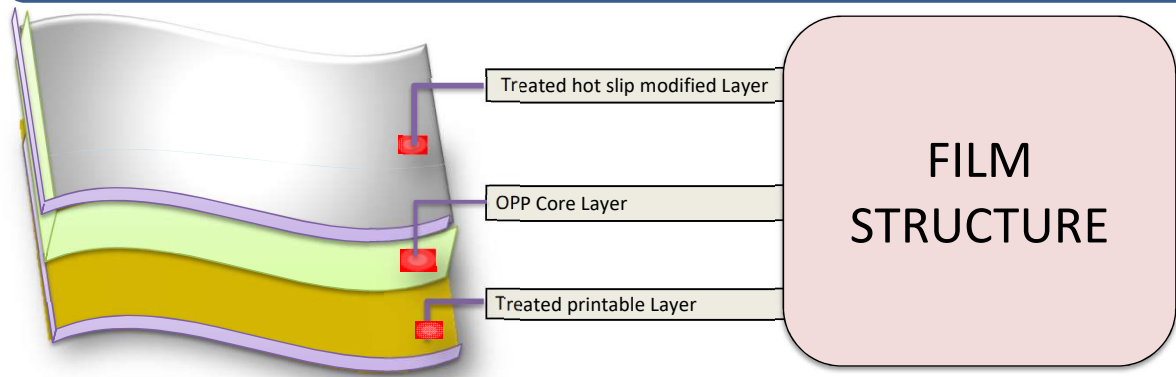 Treated hot slip modified Layer
OPP Core Layer
Treated printable Layer
FILM
STRUCTURE